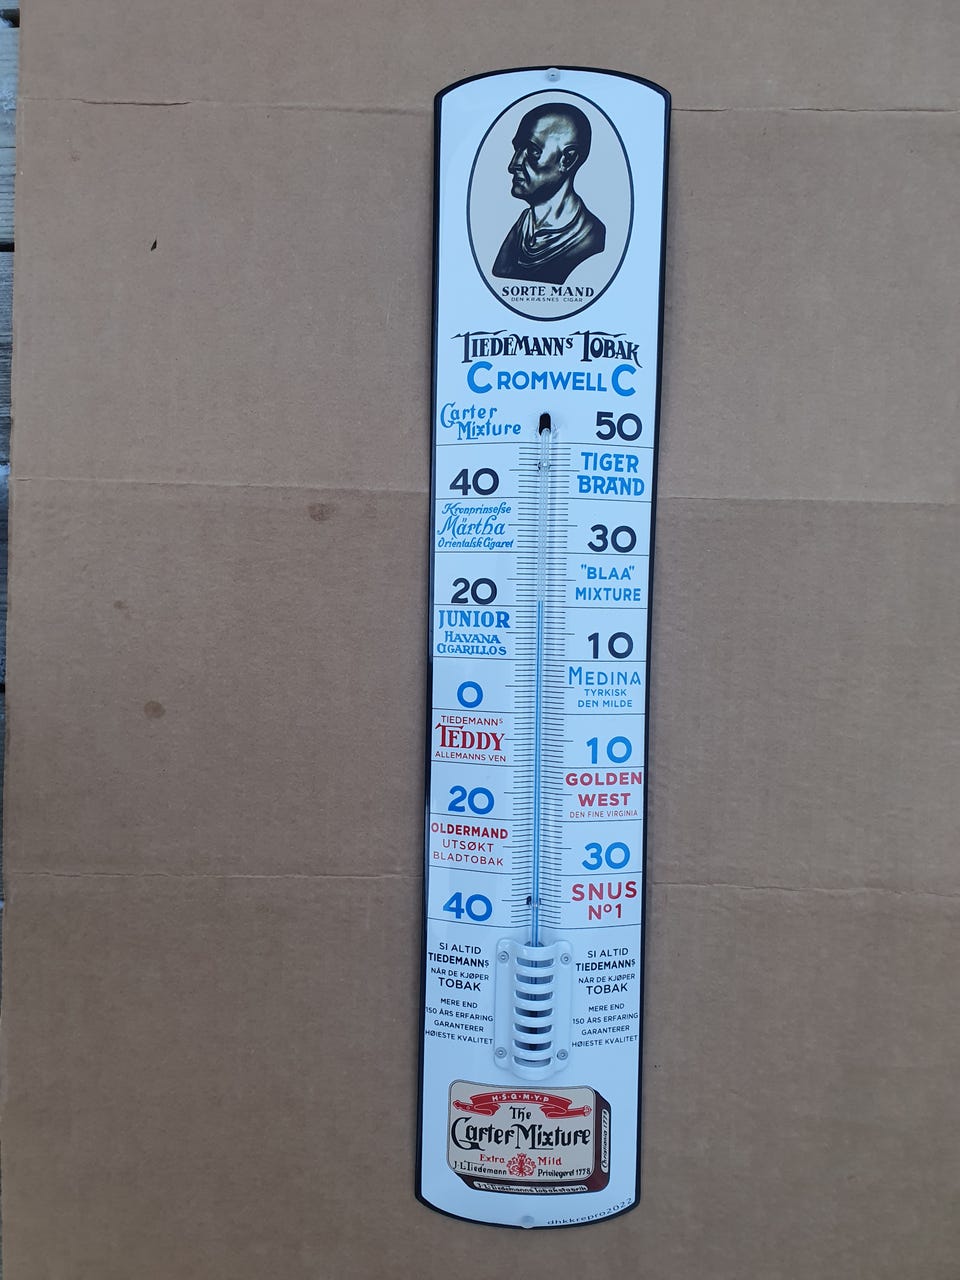 SORTE MAND
DEN KRÆSNES CIGAR
TIEDEMANNS TOBAK
CROMWELL C
Carter
Mixture
50
TIGER
BRAND
40
Kronprinsesse
Märtha
Orientalsk Cigaret
30
"BLAA"
MIXTURE
20
JUNIOR
HAVANA
CIGARILLOS
10
MEDINA
TYRKISK
DEN MILDE
0
TIEDEMANNS
TEDDY
ALLEMANNS VEN
10
GOLDEN
WEST
DEN FINE VIRGINIA
20
OLDERMAND
UTSØKT
BLADTOBAK
30
SNUS
No 1
40
SI ALTID
TIEDEMANNS
NÅR DE KJØPER
TOBAK
MERE END
150 ÅRS ERFARING
GARANTERER
HØIESTE KVALITET
SI ALTID
TIEDEMANNS
NÅR DE KJØPER
TOBAK
MERE END
150 ÅRS ERFARING
GARANTERER
HØIESTE KVALITET
H·S·Q·M·Y·P
The
Carter Mixture
Extra Mild
J·L·Tiedemann Privilegeret 1778
J·L·Tiedemanns Tobaksfabrik
dhkkrepro2022